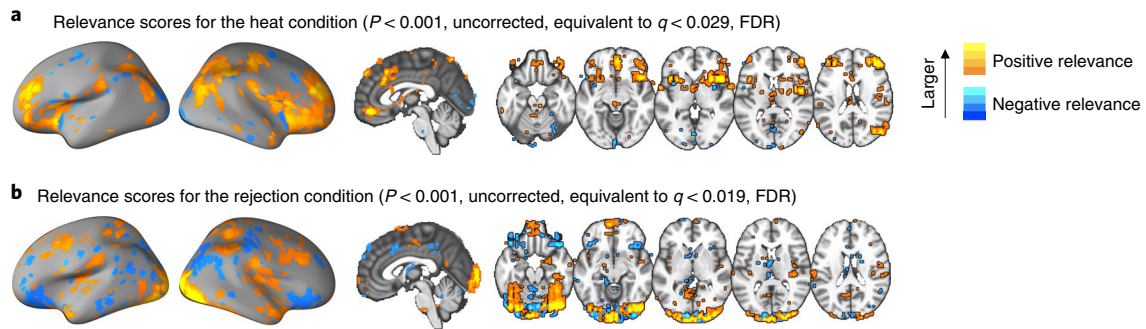 a Relevance scores for the heat condition (P < 0.001, uncorrected, equivalent to q < 0.029, FDR)
Larger
Positive relevance
Negative relevance
b Relevance scores for the rejection condition (P < 0.001, uncorrected, equivalent to q < 0.019, FDR)